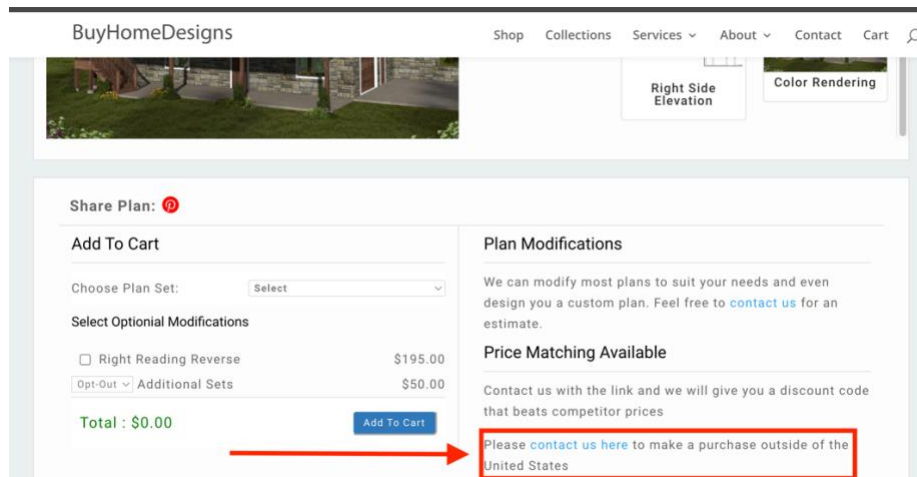 BuyHomeDesigns
Shop Collections Services About Contact Cart
Right Side
Elevation
Color Rendering
Share Plan:
Add To Cart
Choose Plan Set: Select
Select Optionial Modifications
Right Reading Reverse $195.00
Opt-Out Additional Sets $50.00
Total : $0.00 Add To Cart
Plan Modifications
We can modify most plans to suit your needs and even
design you a custom plan. Feel free to contact us for an
estimate.
Price Matching Available
Contact us with the link and we will give you a discount code
that beats competitor prices
Please contact us here to make a purchase outside of the
United States